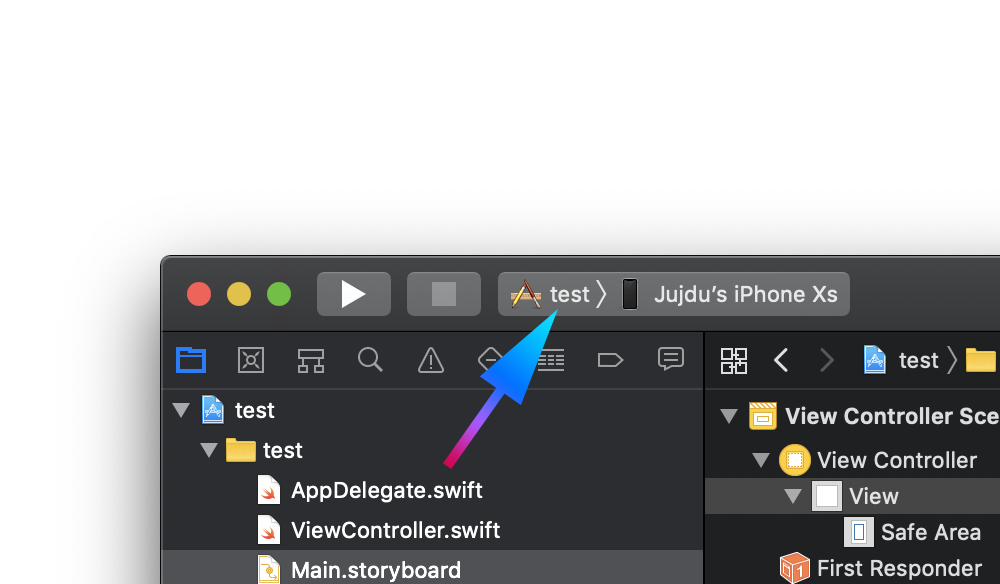 test Jujdu’s iPhone Xs
test
test
test
AppDelegate.swift
ViewController.swift
Main.storyboard
View Controller Sce
View Controller
View
Safe Area
First Responder